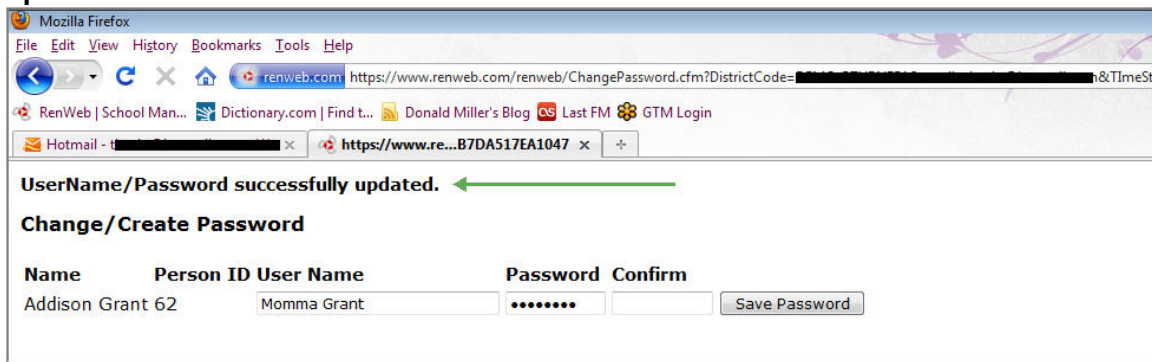 Mozilla Firefox
File Edit View History Bookmarks Tools Help
renweb.com https://www.renweb.com/renweb/ChangePassword.cfm?DistrictCode= h&TImeSt
RenWeb | School Man... Dictionary.com | Find t... Donald Miller's Blog Last FM GTM Login
Hotmail - t https://www.re...B7DA517EA1047
UserName/Password successfully updated.
Change/Create Password
Name Person ID User Name Password Confirm
Addison Grant 62 Momma Grant •••••••• Save Password